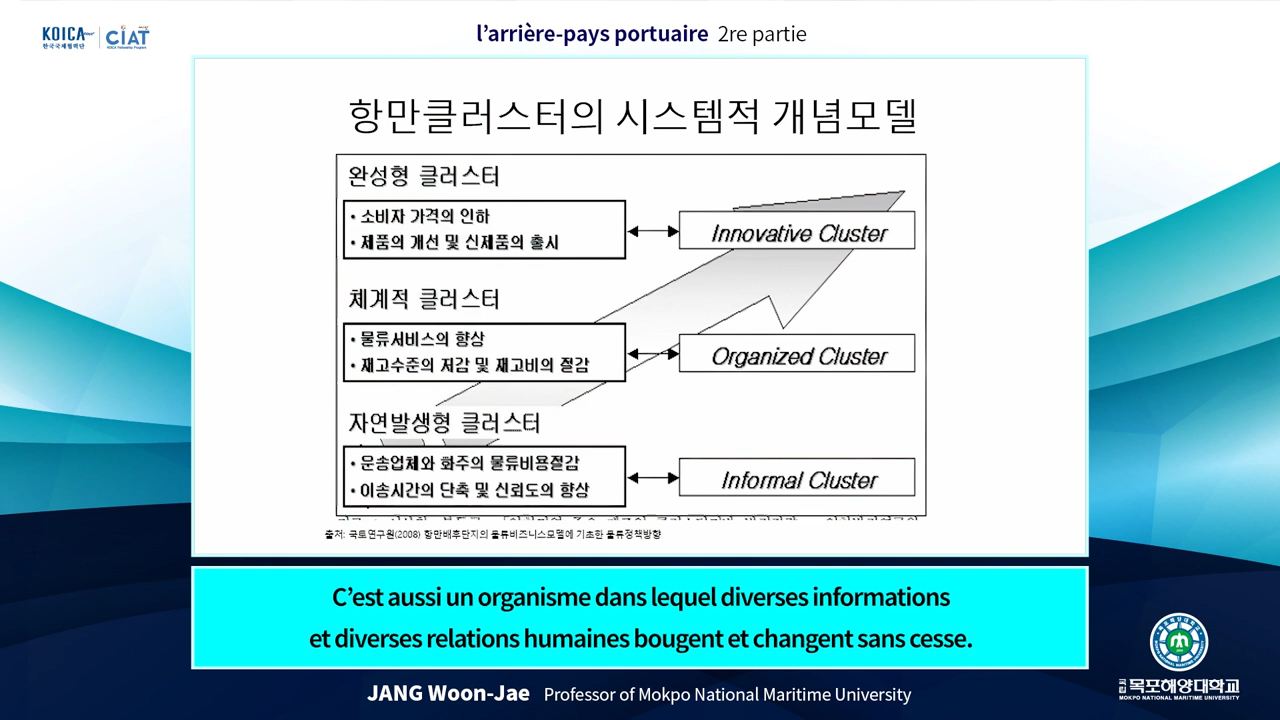 KOICA
한국국제협력단
CIAT
KOICA Fellowship Program
l’arrière-pays portuaire 2re partie
항만클러스터의 시스템적 개념모델
완성형 클러스터
• 소비자 가격의 인하
• 제품의 개선 및 신제품의 출시
Innovative Cluster
체계적 클러스터
• 물류서비스의 향상
• 재고수준의 저감 및 재고비의 절감
Organized Cluster
자연발생형 클러스터
• 운송업체와 화주의 물류비용절감
• 이송시간의 단축 및 신뢰도의 향상
Informal Cluster
출처: 국토연구원(2008) 항만배후단지의 물류비즈니스모델에 기초한 물류정책방향
C’est aussi un organisme dans lequel diverses informations
et diverses relations humaines bougent et changent sans cesse.
JANG Woon-Jae Professor of Mokpo National Maritime University
국립 목포해양대학교
MOKPO NATIONAL MARITIME UNIVERSITY